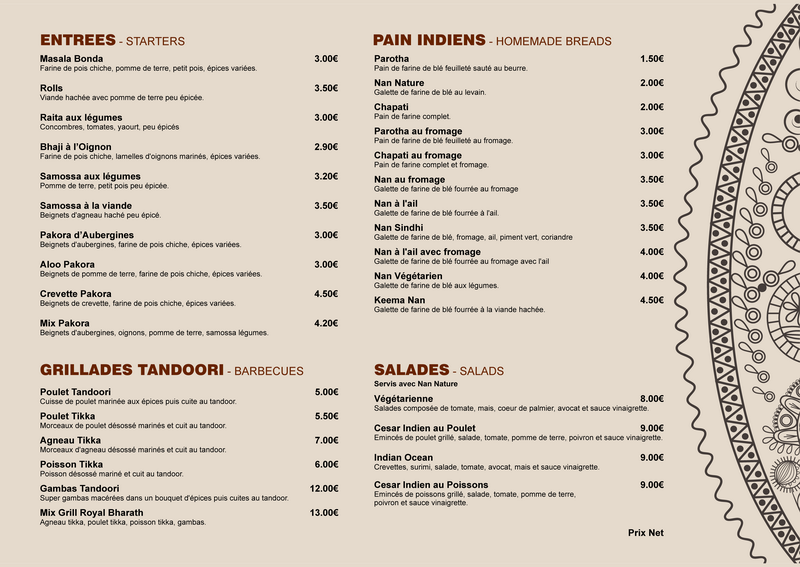 ENTREES - STARTERS
Masala Bonda 3.00€
Farine de pois chiche, pomme de terre, petit pois, épices variées.
Rolls 3.50€
Viande hachée avec pomme de terre peu épicée.
Raita aux légumes 3.00€
Concombres, tomates, yaourt, peu épicés
Bhaji à l'Oignon 2.90€
Farine de pois chiche, lamelles d'oignons marinés, épices variées.
Samossa aux légumes 3.20€
Pomme de terre, petit pois peu épicée.
Samossa à la viande 3.50€
Beignets d'agneau haché peu épicé.
Pakora d'Aubergines 3.00€
Beignets d'aubergines, farine de pois chiche, épices variées.
Aloo Pakora 3.00€
Beignets de pomme de terre, farine de pois chiche, épices variées.
Crevette Pakora 4.50€
Beignets de crevette, farine de pois chiche, épices variées.
Mix Pakora 4.20€
Beignets d'aubergines, oignons, pomme de terre, samossa légumes.
GRILLADES TANDOORI - BARBECUES
Poulet Tandoori 5.00€
Cuisse de poulet marinée aux épices puis cuite au tandoor.
Poulet Tikka 5.50€
Morceaux de poulet désossé marinés et cuit au tandoor.
Agneau Tikka 7.00€
Morceaux d'agneau désossé marinés et cuit au tandoor.
Poisson Tikka 6.00€
Poisson désossé mariné et cuit au tandoor.
Gambas Tandoori 12.00€
Super gambas macérées dans un bouquet d'épices puis cuites au tandoor.
Mix Grill Royal Bharath 13.00€
Agneau tikka, poulet tikka, poisson tikka, gambas.
PAIN INDIENS - HOMEMADE BREADS
Parotha 1.50€
Pain de farine de blé feuilleté sauté au beurre.
Nan Nature 2.00€
Galette de farine de blé au levain.
Chapati 2.00€
Pain de farine complet.
Parotha au fromage 3.00€
Pain de farine de blé feuilleté au fromage.
Chapati au fromage 3.00€
Pain de farine complet et fromage.
Nan au fromage 3.50€
Galette de farine de blé fourrée au fromage
Nan à l'ail 3.50€
Galette de farine de blé fourrée à l'ail.
Nan Sindhi 3.50€
Galette de farine de blé, fromage, ail, piment vert, coriandre
Nan à l'ail avec fromage 4.00€
Galette de farine de blé fourrée au fromage avec l'ail
Nan Végétarien 4.00€
Galette de farine de blé aux légumes.
Keema Nan 4.50€
Galette de farine de blé fourrée à la viande hachée.
SALADES - SALADS
Servis avec Nan Nature
Végétarienne 8.00€
Salades composée de tomate, mais, coeur de palmier, avocat et sauce vinaigrette.
Cesar Indien au Poulet 9.00€
Emincés de poulet grillé, salade, tomate, pomme de terre, poivron et sauce vinaigrette.
Indian Ocean 9.00€
Crevettes, surimi, salade, tomate, avocat, mais et sauce vinaigrette.
Cesar Indien au Poissons 9.00€
Emincés de poissons grillé, salade, tomate, pomme de terre,
poivron et sauce vinaigrette.
Prix Net